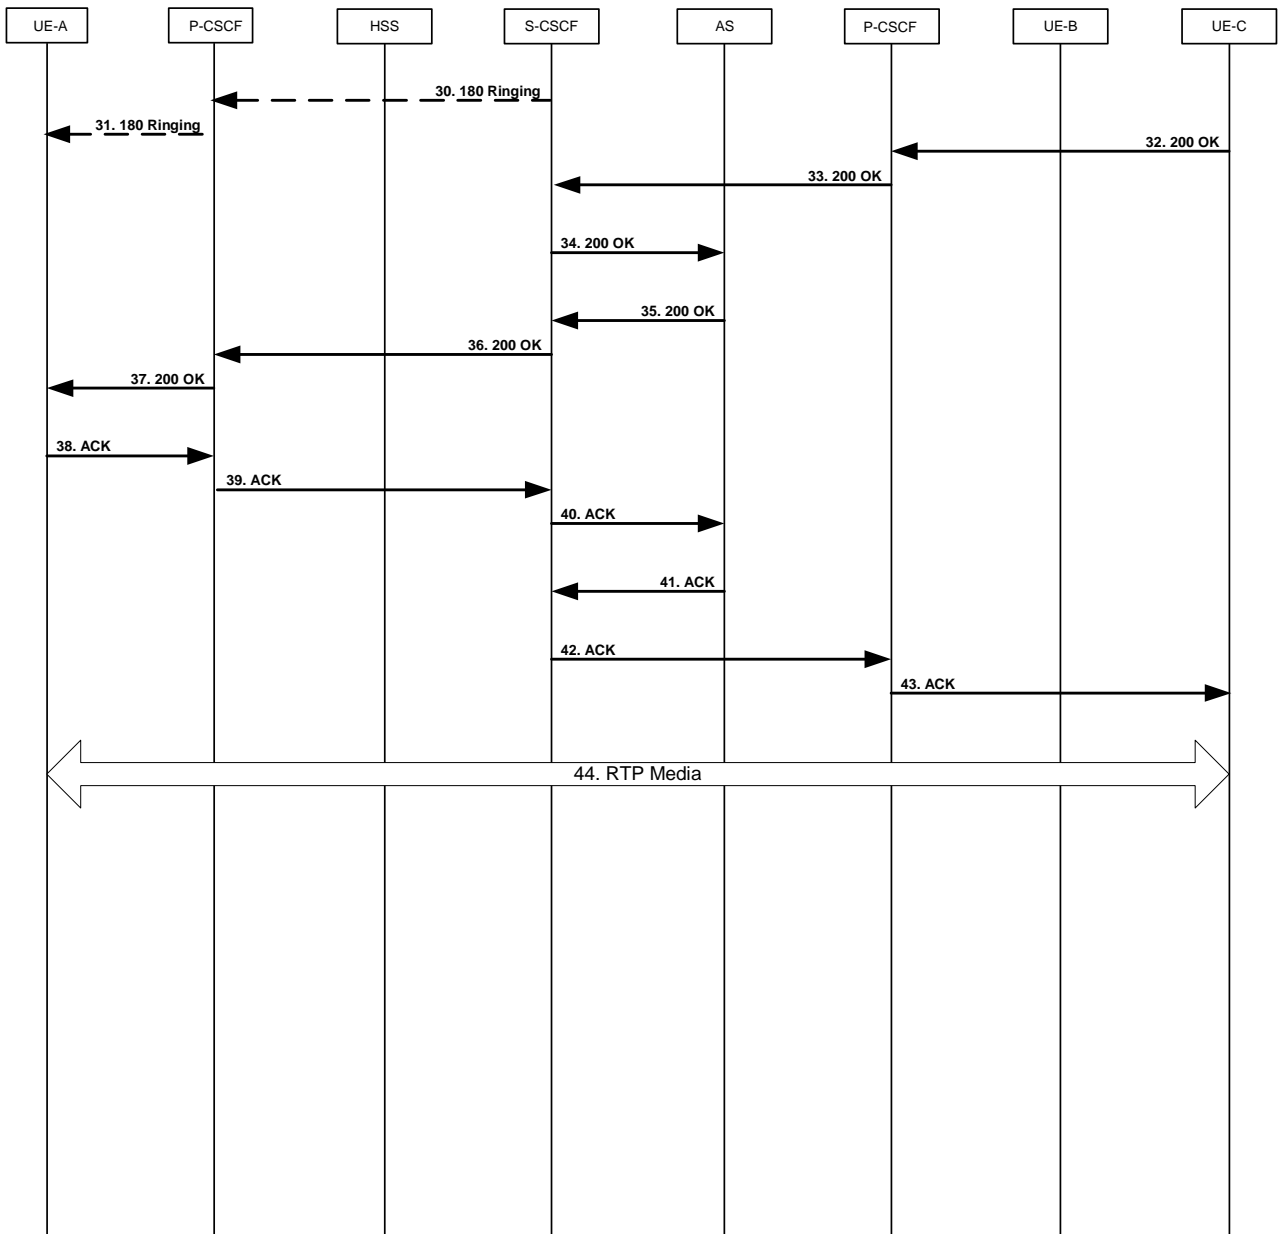 UE-A
P-CSCF
HSS
S-CSCF
AS
P-CSCF
UE-B
UE-C
30. 180 Ringing
31. 180 Ringing
32. 200 OK
33. 200 OK
34. 200 OK
35. 200 OK
36. 200 OK
37. 200 OK
38. ACK
39. ACK
40. ACK
41. ACK
42. ACK
43. ACK
44. RTP Media